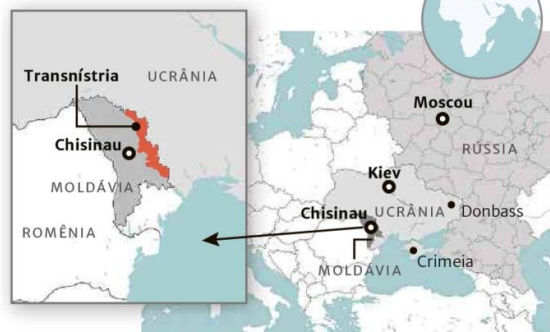 Transnístria
UCRÂNIA
Chisinau
MOLDÁVIA
ROMÊNIA
Moscou
RÚSSIA
Kiev
Chisinau
UCRÂNIA
Donbass
MOLDÁVIA
Crimeia